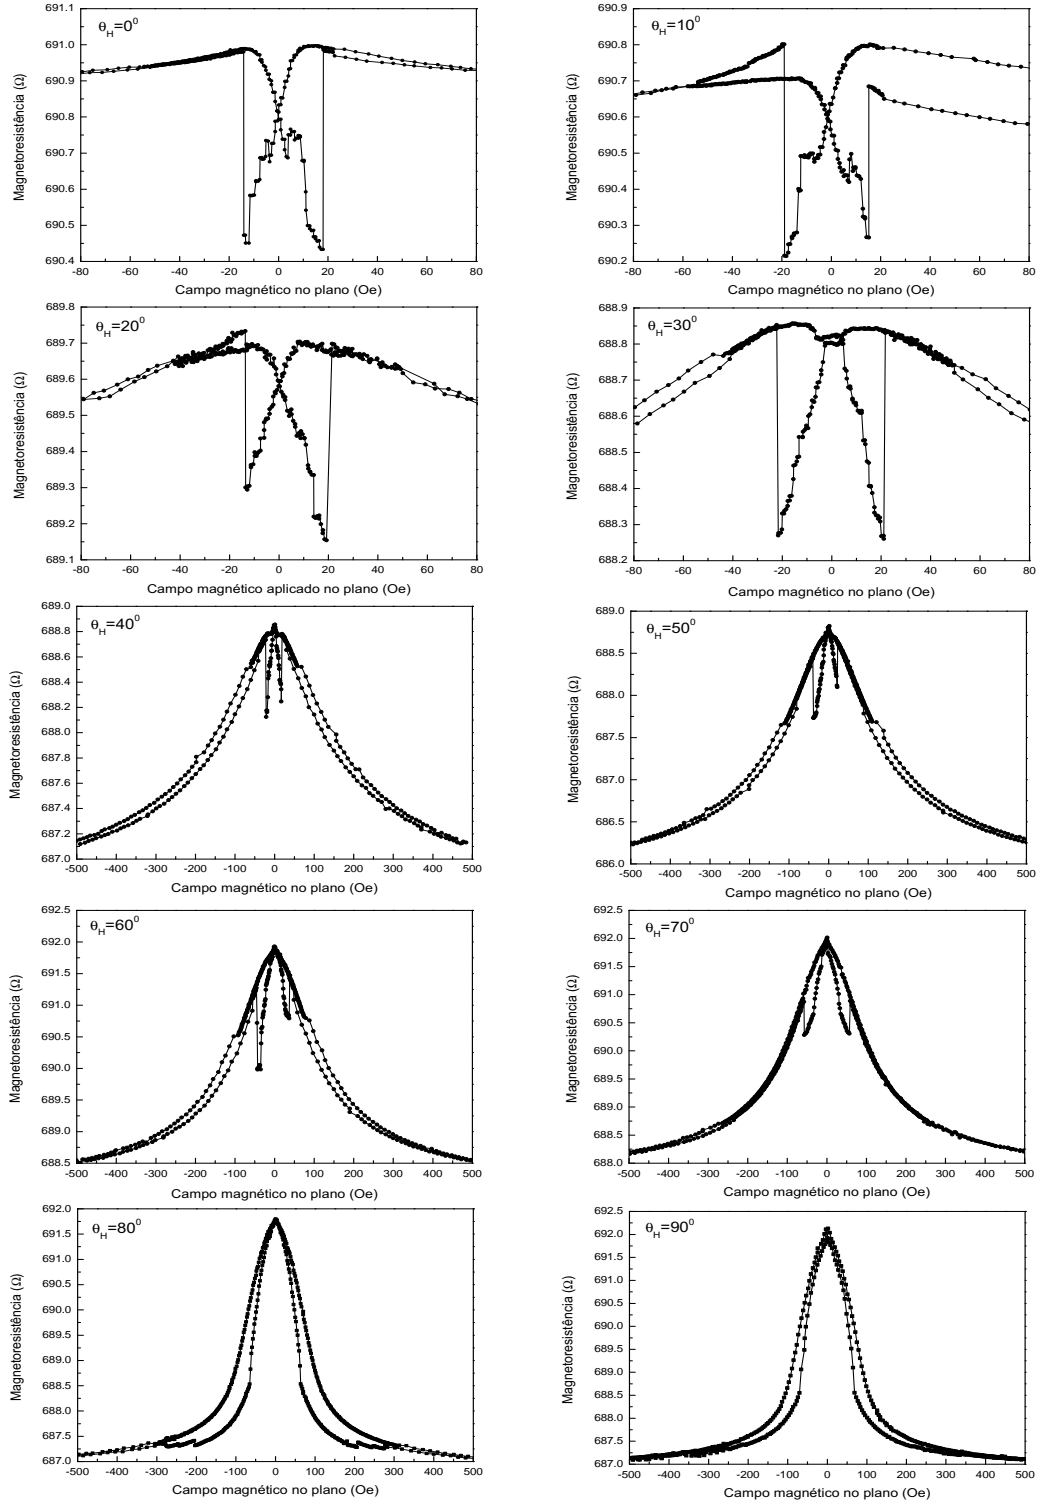 691.1
691.0
690.9
690.8
690.7
690.6
690.5
690.4
Magnetoresistência (Ω)
θH=0⁰
-80 -60 -40 -20 0 20 40 60 80
Campo magnético no plano (Oe)
690.9
690.8
690.7
690.6
690.5
690.4
690.3
690.2
Magnetoresistência (Ω)
θH=10⁰
-80 -60 -40 -20 0 20 40 60 80
Campo magnético no plano (Oe)
689.8
689.7
689.6
689.5
689.4
689.3
689.2
689.1
Magnetoresistência (Ω)
θH=20⁰
-80 -60 -40 -20 0 20 40 60 80
Campo magnético aplicado no plano (Oe)
688.9
688.8
688.7
688.6
688.5
688.4
688.3
688.2
Magnetoresistência (Ω)
θH=30⁰
-80 -60 -40 -20 0 20 40 60 80
Campo magnético no plano (Oe)
689.0
688.8
688.6
688.4
688.2
688.0
687.8
687.6
687.4
687.2
687.0
Magnetoresistência (Ω)
θH=40⁰
-500 -400 -300 -200 -100 0 100 200 300 400 500
Campo magnético no plano (Oe)
689.0
688.5
688.0
687.5
687.0
686.5
686.0
Magnetoresistência (Ω)
θH=50⁰
-500 -400 -300 -200 -100 0 100 200 300 400 500
Campo magnético no plano (Oe)
692.5
692.0
691.5
691.0
690.5
690.0
689.5
689.0
688.5
Magnetoresistência (Ω)
θH=60⁰
-500 -400 -300 -200 -100 0 100 200 300 400 500
Campo magnético no plano (Oe)
692.5
692.0
691.5
691.0
690.5
690.0
689.5
689.0
688.5
688.0
Magnetoresistência (Ω)
θH=70⁰
-500 -400 -300 -200 -100 0 100 200 300 400 500
Campo magnético no plano (Oe)
692.0
691.5
691.0
690.5
690.0
689.5
689.0
688.5
688.0
687.5
687.0
Magnetoresistência (Ω)
θH=80⁰
-500 -400 -300 -200 -100 0 100 200 300 400 500
Campo magnético no plano (Oe)
692.5
692.0
691.5
691.0
690.5
690.0
689.5
689.0
688.5
688.0
687.5
687.0
Magnetoresistência (Ω)
θH=90⁰
-500 -400 -300 -200 -100 0 100 200 300 400 500
Campo magnético no plano (Oe)